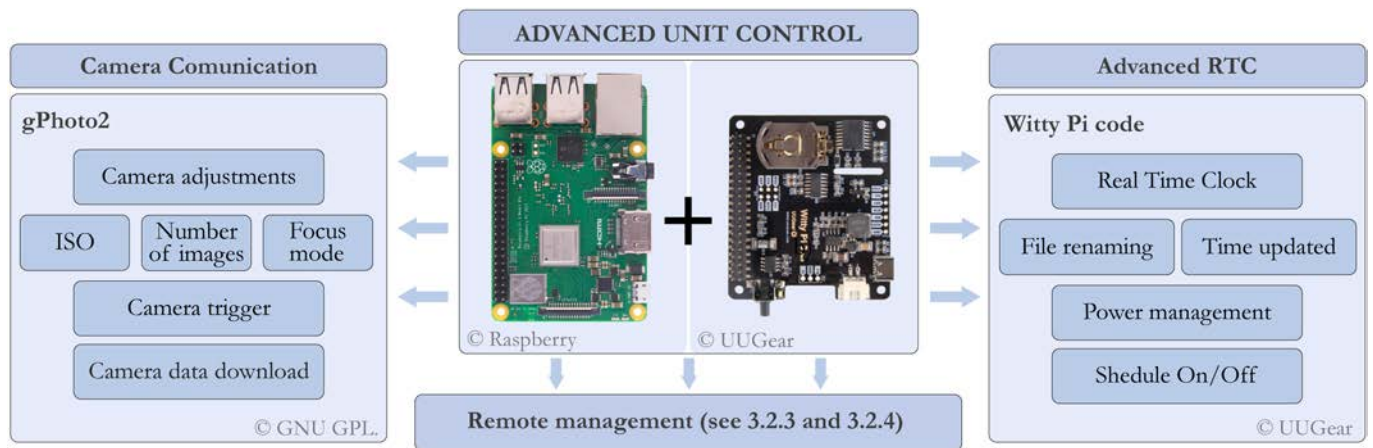 ADVANCED UNIT CONTROL
Camera Comunication
gPhoto2
Camera adjustments
ISO
Number
of images
Focus
mode
Camera trigger
Camera data download
© GNU GPL.
© Raspberry
Witty Pi
© UUGear
Remote management (see 3.2.3 and 3.2.4)
Advanced RTC
Witty Pi code
Real Time Clock
File renaming
Time updated
Power management
Shedule On/Off
© UUGear